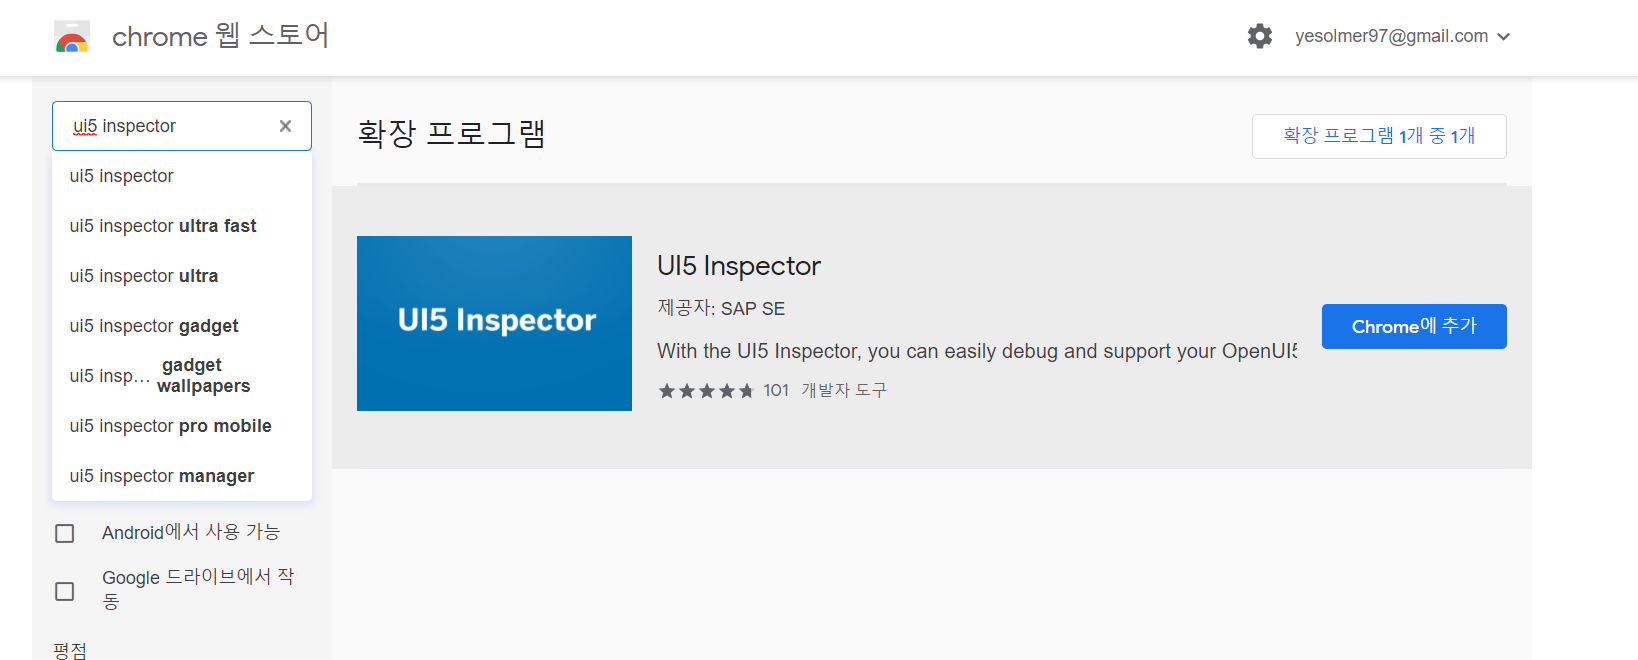 chrome 웹 스토어
yesolmer97@gmail.com
ui5 inspector
ui5 inspector
ui5 inspector ultra fast
ui5 inspector ultra
ui5 inspector gadget
ui5 insp… gadget
wallpapers
ui5 inspector pro mobile
ui5 inspector manager
Android에서 사용 가능
Google 드라이브에서 작
동
평점
확장 프로그램
확장 프로그램 1개 중 1개
UI5 Inspector
UI5 Inspector
제공자: SAP SE
With the UI5 Inspector, you can easily debug and support your OpenUI5
101 개발자 도구
Chrome에 추가